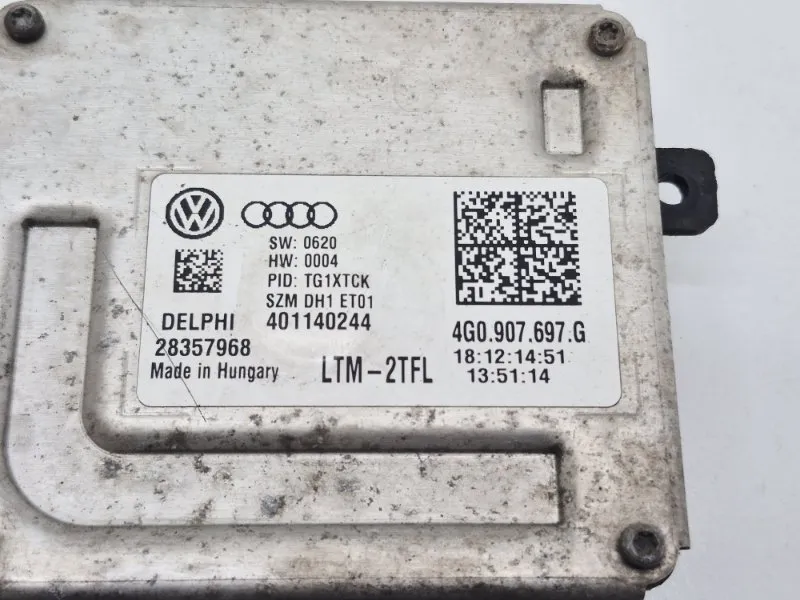 SW: 0620
HW: 0004
PID: TG1XTCK
SZM DH1 ET01
DELPHI 401140244
28357968
Made in Hungary
LTM-2TFL
4G0.907.697.G
18:12:14:51
13:51:14